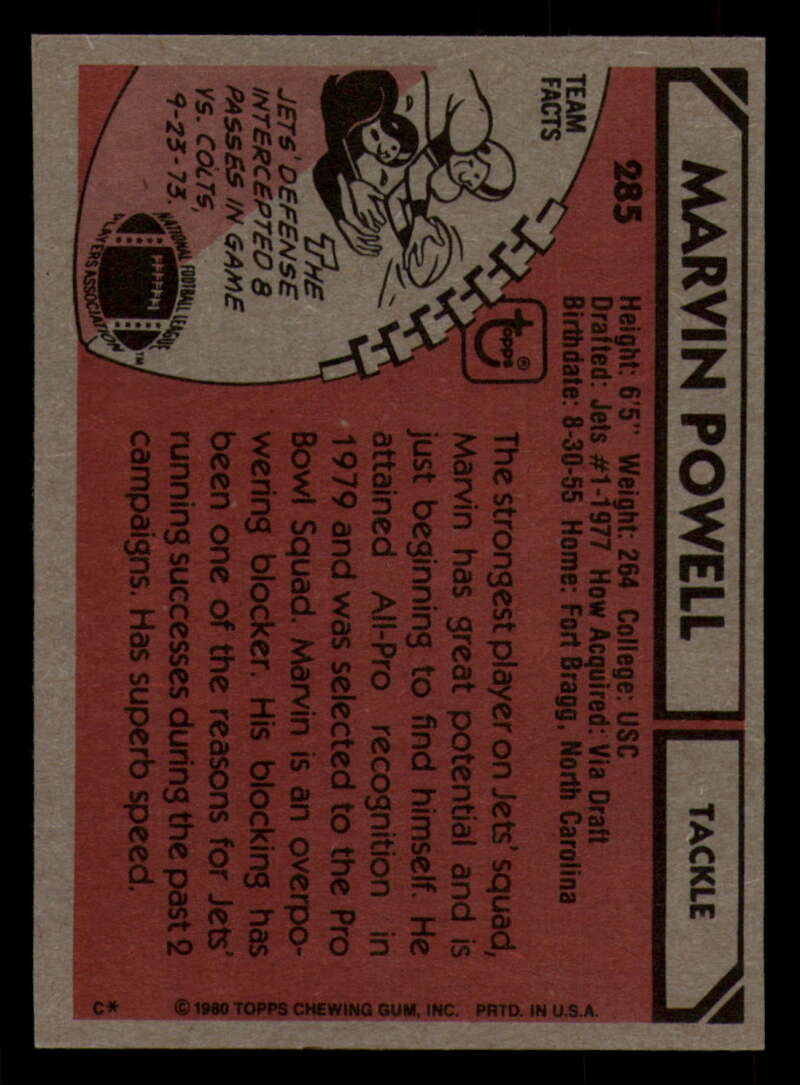 MARVIN POWELL
TACKLE
285
Height: 6'5" Weight: 264 College: USC
Drafted: Jets #1-1977 How Acquired: Via Draft
Birthdate: 8-30-55 Home: Fort Bragg, North Carolina
TEAM
FACTS
THE
JETS' DEFENSE
INTERCEPTED 8
PASSES IN GAME
VS. COLTS,
9-23-73.
topps®
The strongest player on Jets' squad,
Marvin has great potential and is
just beginning to find himself. He
attained All-Pro recognition in
1979 and was selected to the Pro
Bowl Squad. Marvin is an overpo-
wering blocker. His blocking has
been one of the reasons for Jets'
running successes during the past 2
campaigns. Has superb speed.
NATIONAL FOOTBALL LEAGUE
PLAYERS ASSOCIATION
TM
C* © 1980 TOPPS CHEWING GUM, INC. PRTD. IN U.S.A.